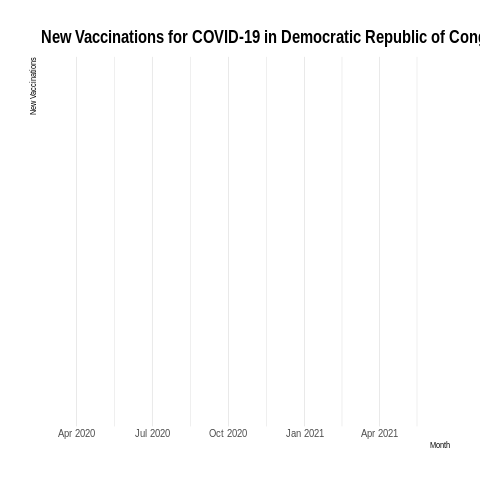 New Vaccinations for COVID-19 in Democratic Republic of Con
New Vaccinations
Apr 2020 Jul 2020 Oct 2020 Jan 2021 Apr 2021
Month